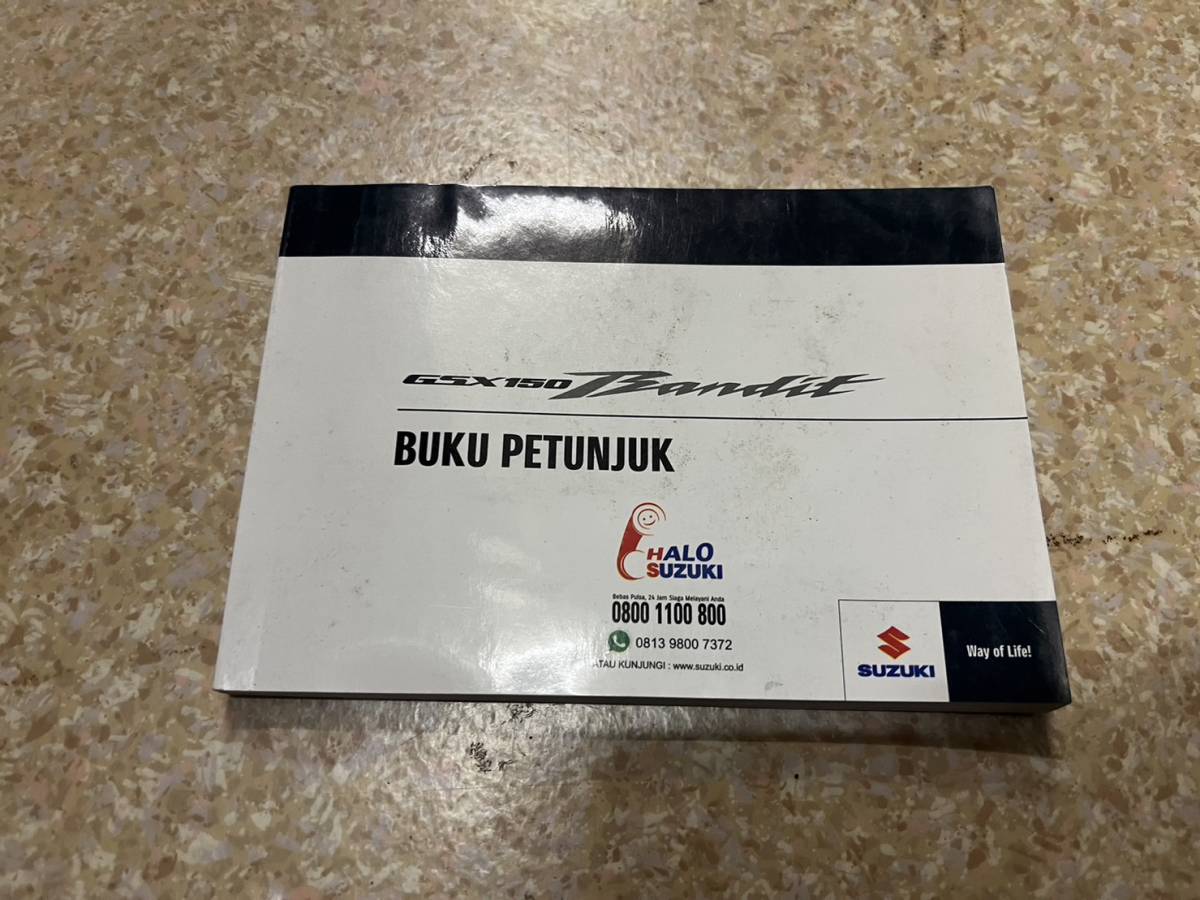 GSX150 Bandit
BUKU PETUNJUK
HALO
SUZUKI
Bebas Pulsa, 24 Jam Siaga Melayani Anda
0800 1100 800
0813 9800 7372
ATAU KUNJUNGI : www.suzuki.co.id
SUZUKI
Way of Life!